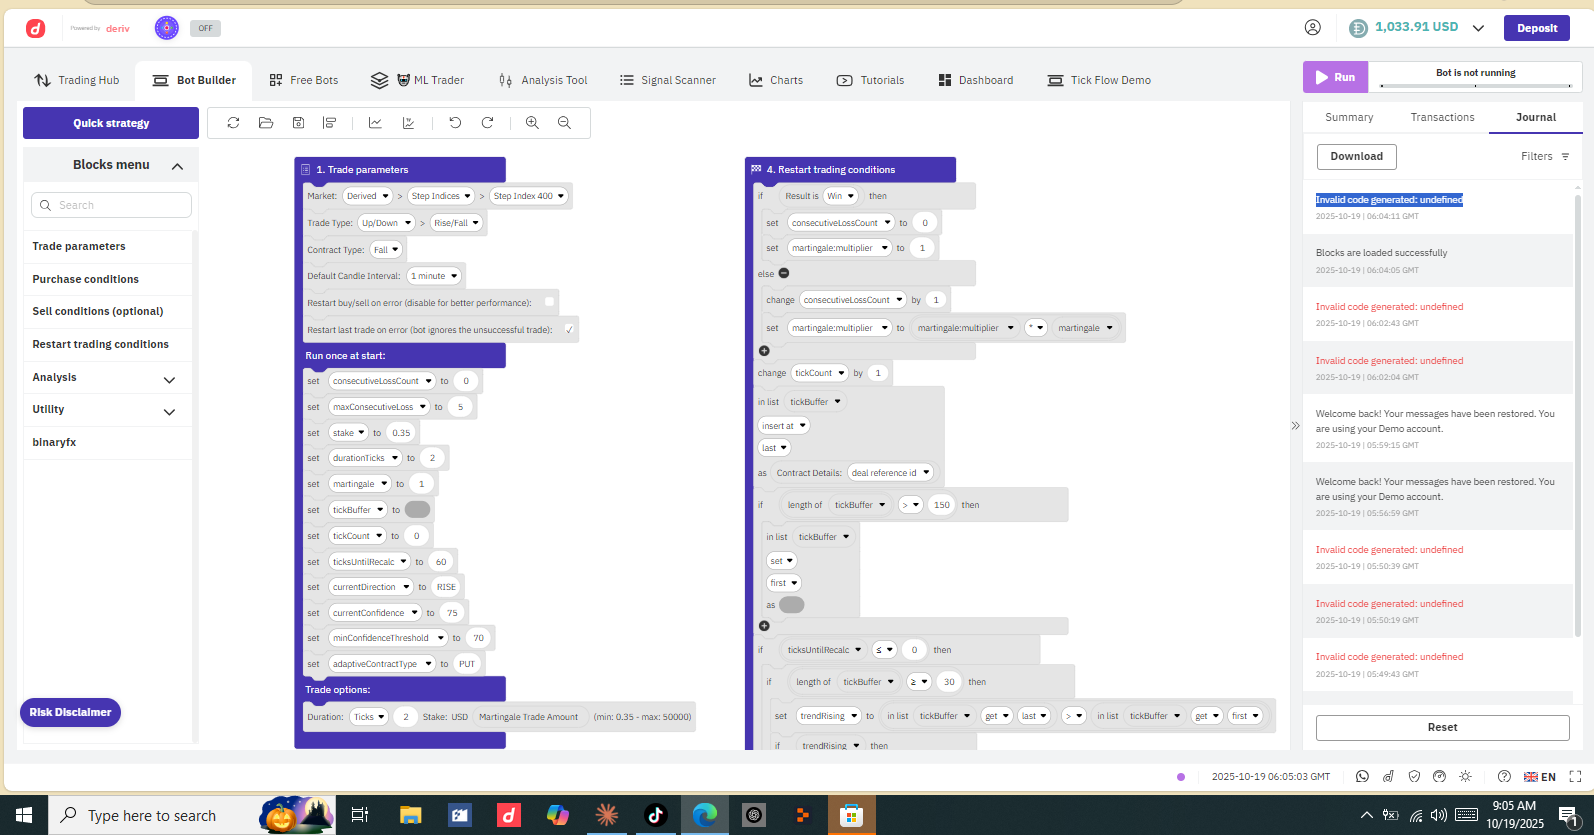 Powered by deriv
OFF
1,033.91 USD
Deposit
Trading Hub
Bot Builder
Free Bots
ML Trader
Analysis Tool
Signal Scanner
Charts
Tutorials
Dashboard
Tick Flow Demo
Run
Bot is not running
Quick strategy
Blocks menu
Search
Trade parameters
Purchase conditions
Sell conditions (optional)
Restart trading conditions
Analysis
Utility
binaryfx
Risk Disclaimer
1. Trade parameters
Market: Derived > Step Indices > Step Index 400
Trade Type: Up/Down > Rise/Fall
Contract Type: Fall
Default Candle Interval: 1 minute
Restart buy/sell on error (disable for better performance):
Restart last trade on error (bot ignores the unsuccessful trade): ✓
Run once at start:
set consecutiveLossCount to 0
set maxConsecutiveLoss to 5
set stake to 0.35
set durationTicks to 2
set martingale to 1
set tickBuffer to
set tickCount to 0
set ticksUntilRecalc to 60
set currentDirection to RISE
set currentConfidence to 75
set minConfidenceThreshold to 70
set adaptiveContractType to PUT
Trade options:
Duration: Ticks 2 Stake: USD Martingale Trade Amount (min: 0.35 - max: 50000)
4. Restart trading conditions
if Result is Win then
set consecutiveLossCount to 0
set martingale:multiplier to 1
else
change consecutiveLossCount by 1
set martingale:multiplier to martingale:multiplier * martingale
change tickCount by 1
in list tickBuffer
insert at
last
as Contract Details: deal reference id
if length of tickBuffer > 150 then
in list tickBuffer
set
first
as
if ticksUntilRecalc ≤ 0 then
if length of tickBuffer ≥ 30 then
set trendRising to in list tickBuffer get last > in list tickBuffer get first
if trendRising then
Summary
Transactions
Journal
Download
Filters
Invalid code generated: undefined
2025-10-19 | 06:04:11 GMT
Blocks are loaded successfully
2025-10-19 | 06:04:05 GMT
Invalid code generated: undefined
2025-10-19 | 06:02:43 GMT
Invalid code generated: undefined
2025-10-19 | 06:02:04 GMT
Welcome back! Your messages have been restored. You
are using your Demo account.
2025-10-19 | 05:59:15 GMT
Welcome back! Your messages have been restored. You
are using your Demo account.
2025-10-19 | 05:56:59 GMT
Invalid code generated: undefined
2025-10-19 | 05:50:39 GMT
Invalid code generated: undefined
2025-10-19 | 05:50:19 GMT
Invalid code generated: undefined
2025-10-19 | 05:49:43 GMT
Reset
2025-10-19 06:05:03 GMT
EN
Type here to search
9:05 AM
10/19/2025
1